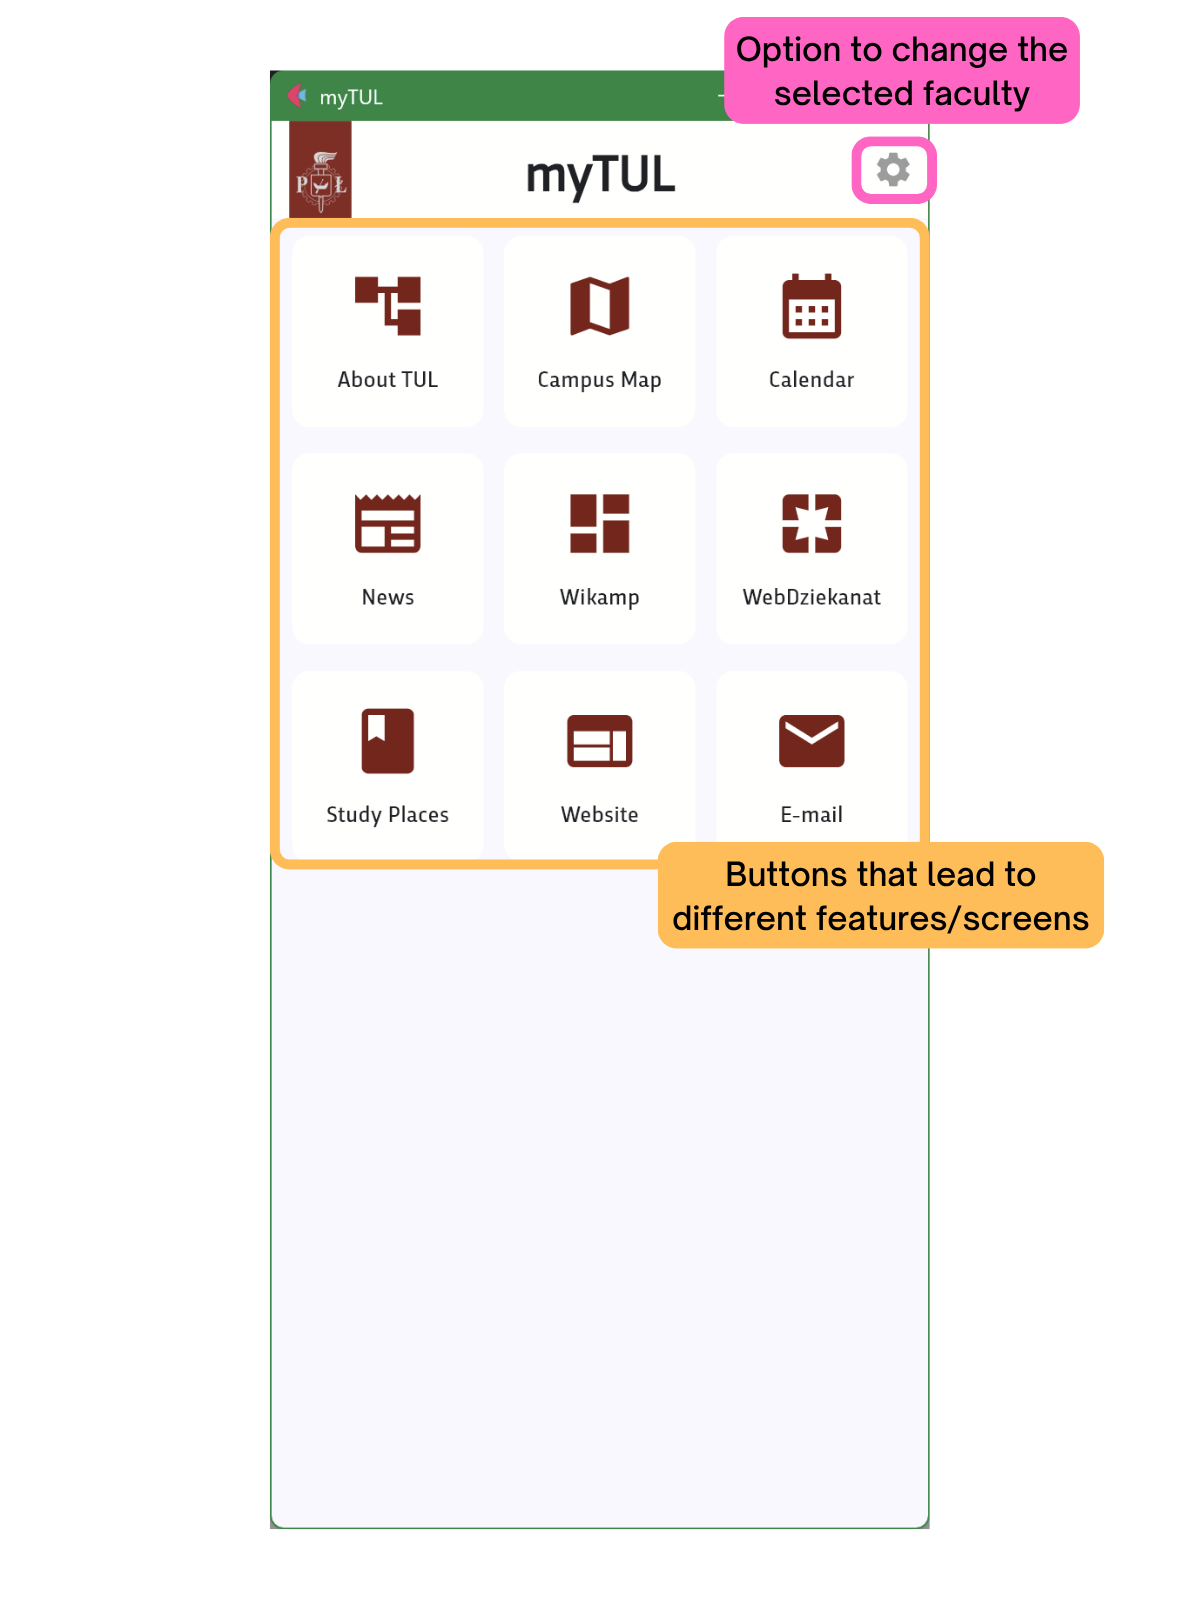 Option to change the
selected faculty
myTUL
P Ł
myTUL
About TUL
Campus Map
Calendar
News
Wikamp
WebDziekanat
Study Places
Website
E-mail
Buttons that lead to
different features/screens